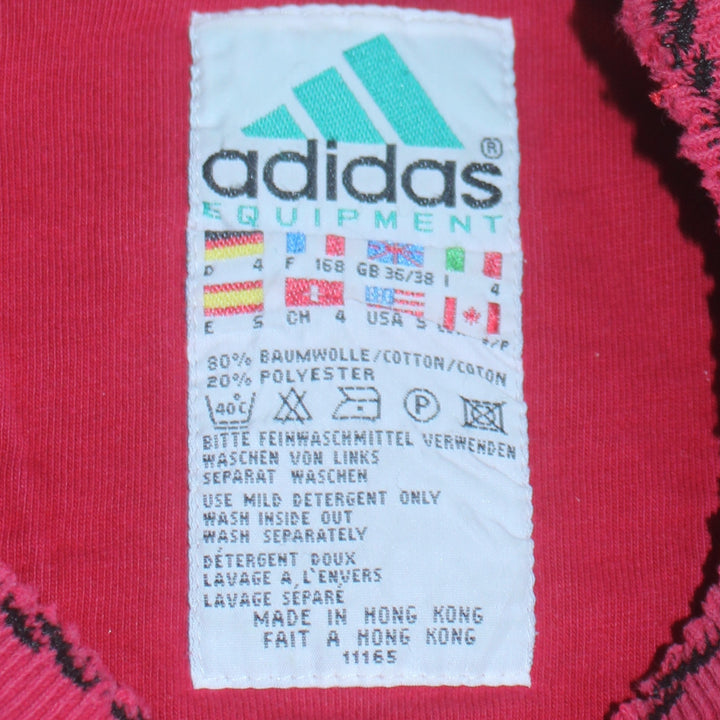 adidas®
EQUIPMENT
D 4 F 168 GB 36/38 I 4
E S CH 4 USA S
80% BAUMWOLLE/COTTON/COTON
20% POLYESTER
40°C P
BITTE FEINWASCHMITTEL VERWENDEN
WASCHEN VON LINKS
SEPARAT WASCHEN
USE MILD DETERGENT ONLY
WASH INSIDE OUT
WASH SEPARATELY
DÉTERGENT DOUX
LAVAGE A L'ENVERS
LAVAGE SÉPARÉ
MADE IN HONG KONG
FAIT A HONG KONG
11165